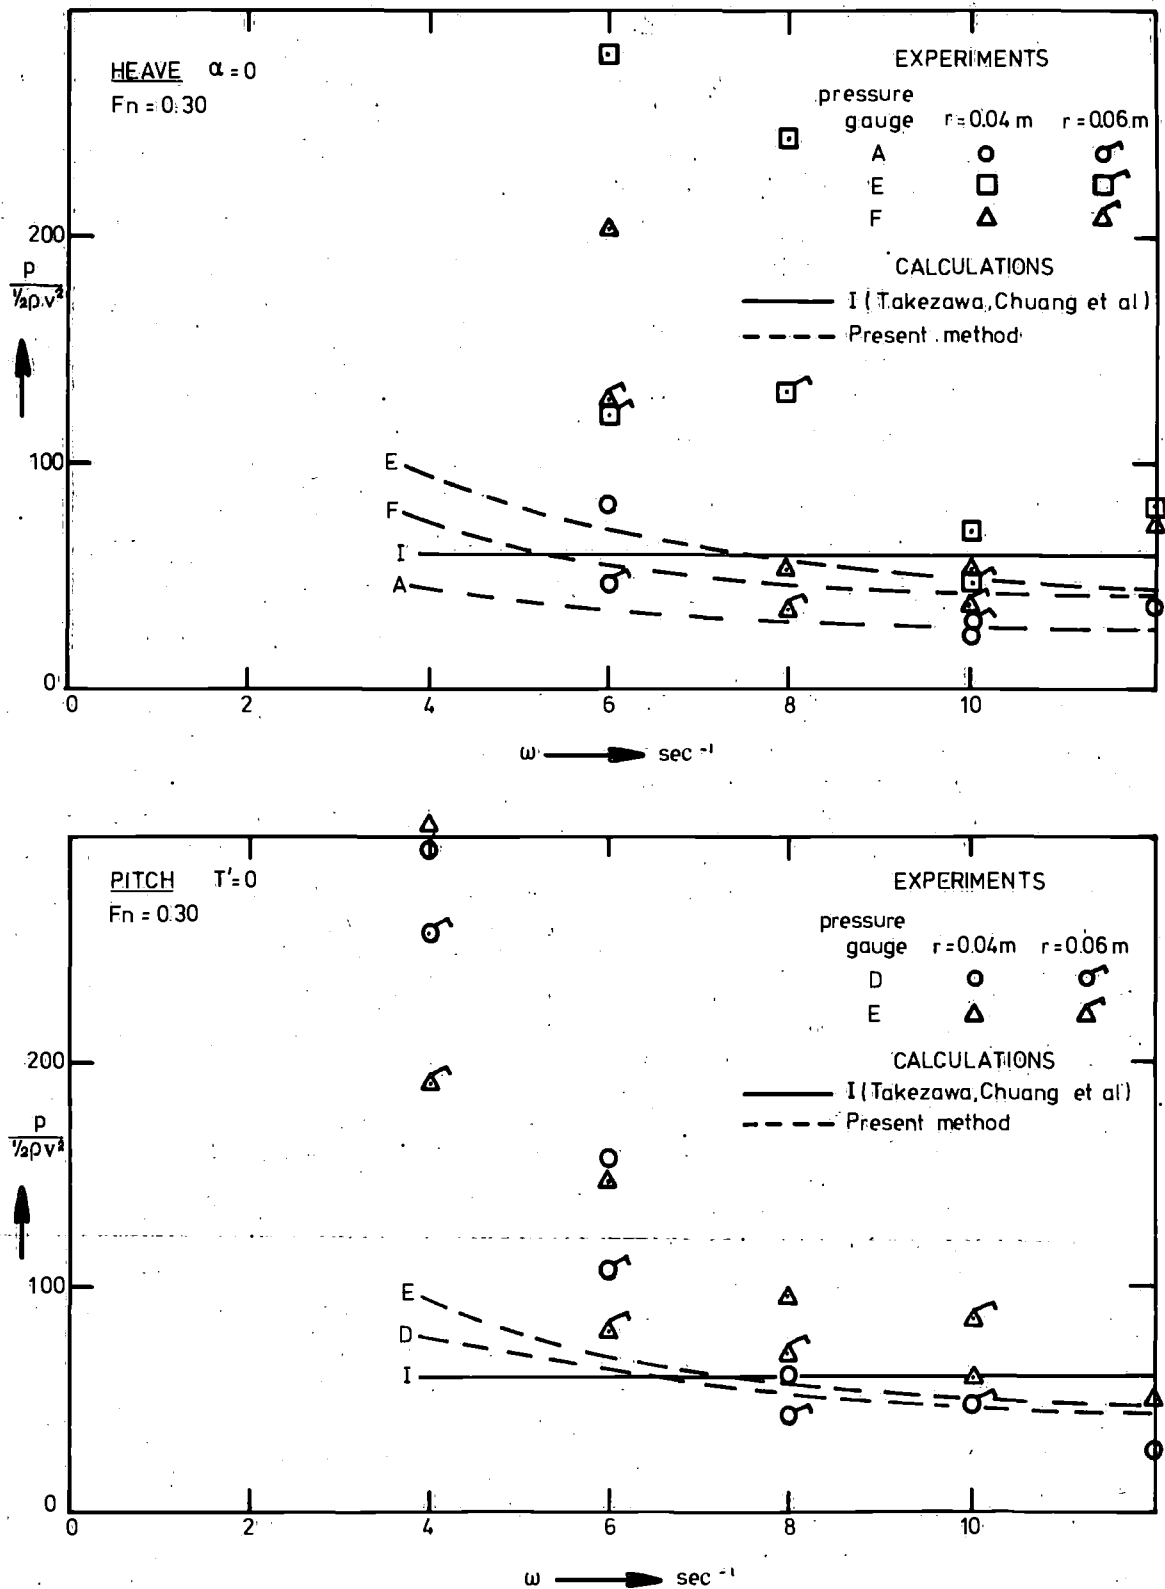 HEAVE α=0
Fn = 0.30
EXPERIMENTS
pressure
gauge r=0.04 m r=0.06 m
A
E
F
CALCULATIONS
I (Takezawa, Chuang et al)
Present method
200
p
½ρ.v²
100
E
F
I
A
0
0 2 4 6 8 10
ω sec⁻¹
PITCH T'=0
Fn = 0.30
EXPERIMENTS
pressure
gauge r=0.04m r=0.06m
D
E
CALCULATIONS
I (Takezawa, Chuang et al)
Present method
200
p
½ρv²
100
E
D
I
0
0 2 4 6 8 10
ω sec⁻¹